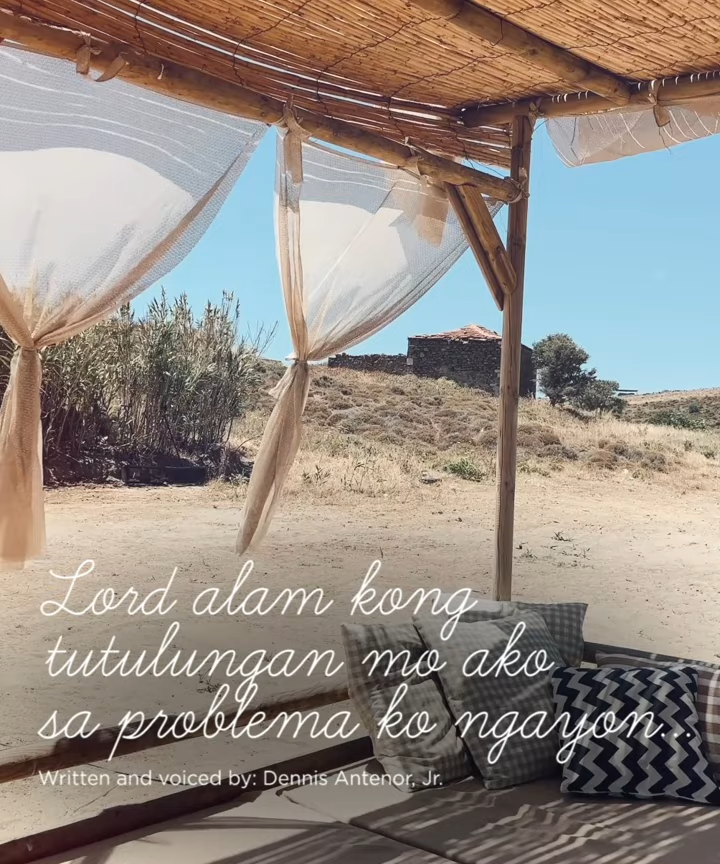 Lord alam kong
tutulungan mo ako
sa problema ko ngayon...
Written and voiced by: Dennis Antenor, Jr.